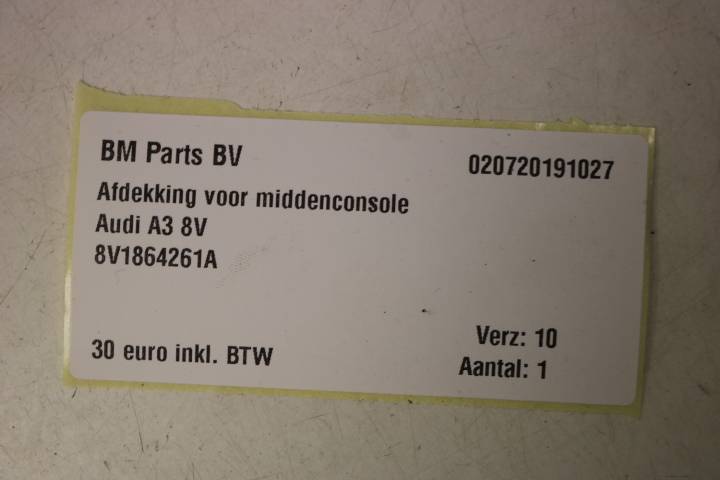 BM Parts BV
020720191027
Afdekking voor middenconsole
Audi A3 8V
8V1864261A
Verz: 10
30 euro inkl. BTW
Aantal: 1